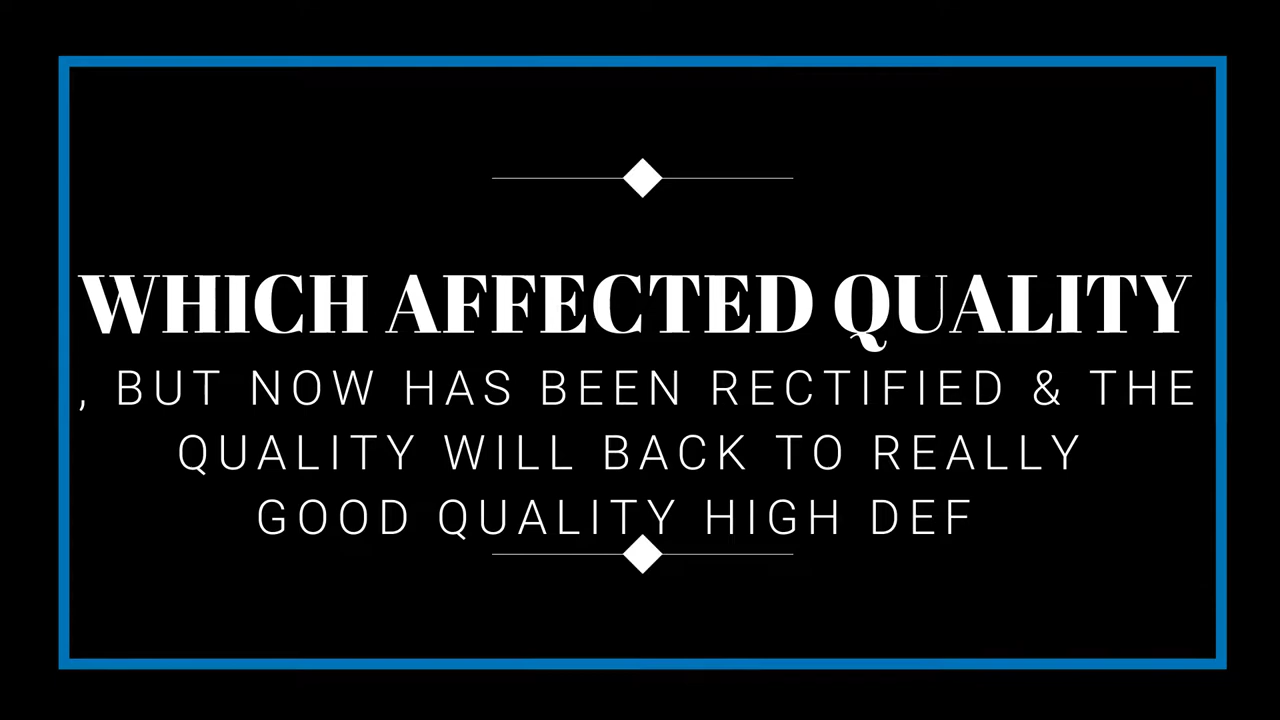 WHICH AFFECTED QUALITY
, BUT NOW HAS BEEN RECTIFIED & THE
QUALITY WILL BACK TO REALLY
GOOD QUALITY HIGH DEF